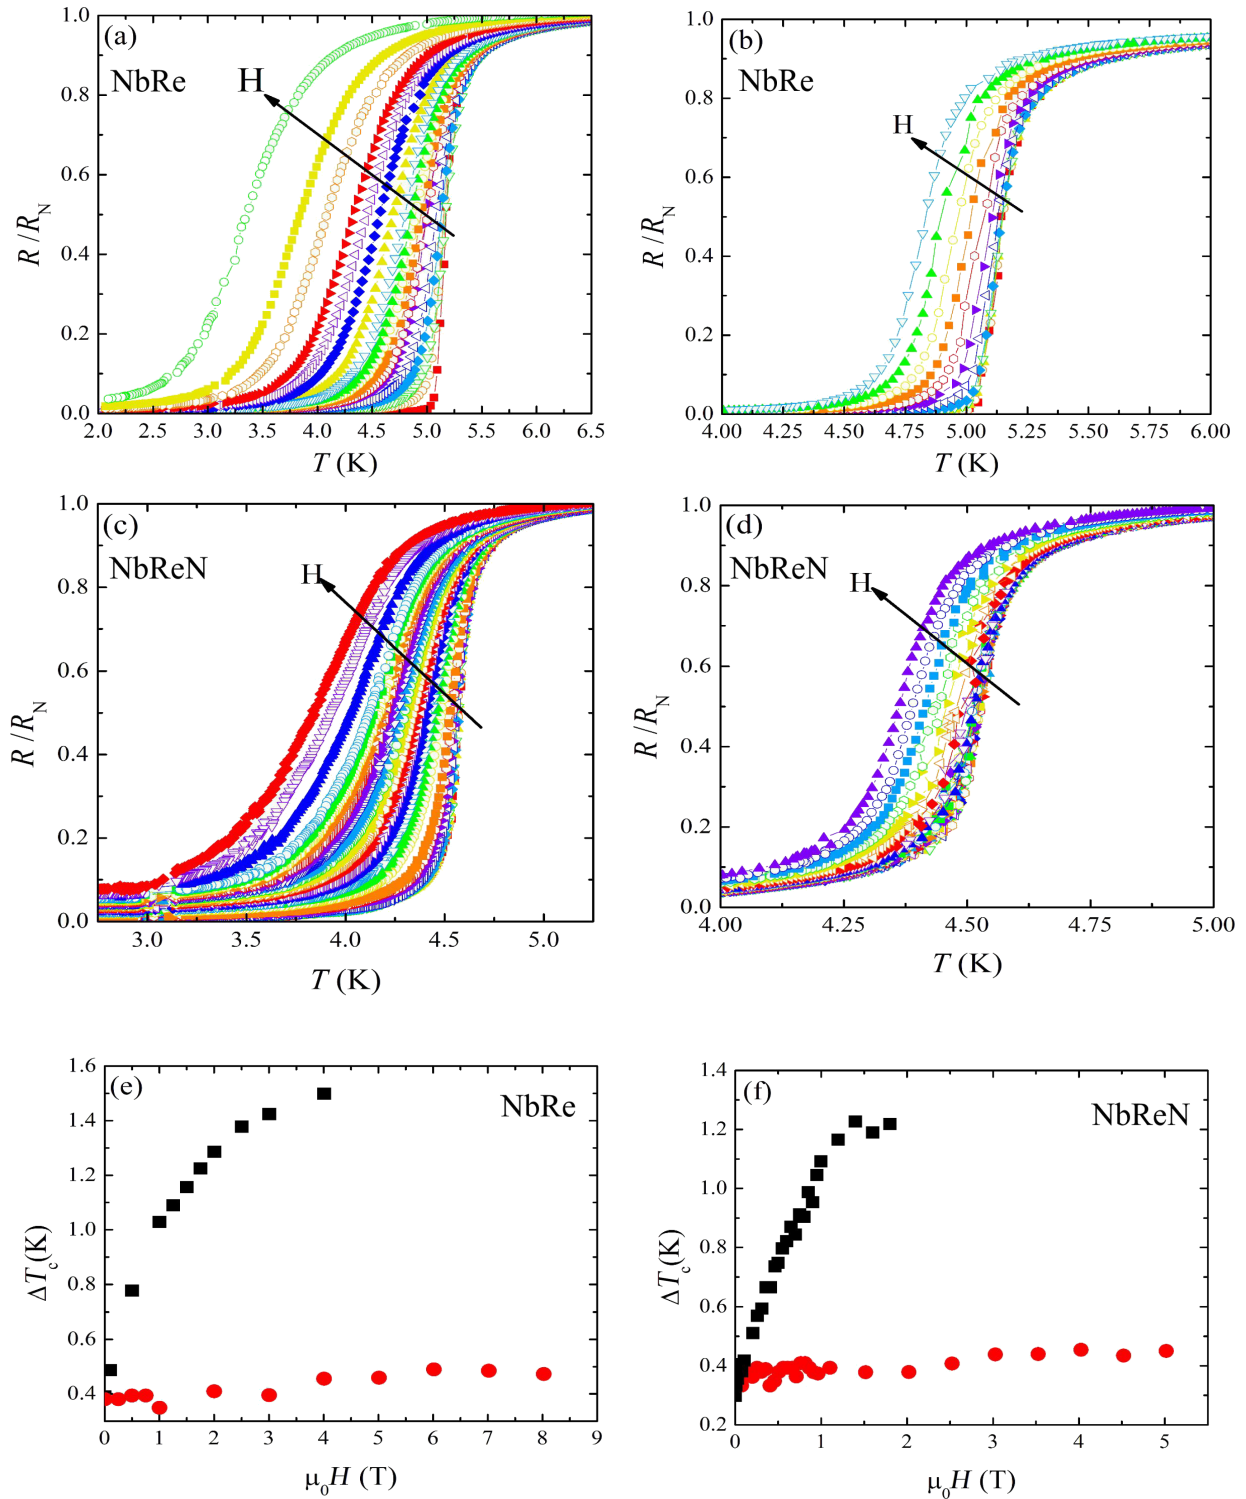 (a)
NbRe
H
1.0
0.8
0.6
0.4
0.2
0.0
R/R_N
2.0 2.5 3.0 3.5 4.0 4.5 5.0 5.5 6.0 6.5
T (K)
(b)
NbRe
H
1.0
0.8
0.6
0.4
0.2
0.0
R/R_N
4.00 4.25 4.50 4.75 5.00 5.25 5.50 5.75 6.00
T (K)
(c)
NbReN
H
1.0
0.8
0.6
0.4
0.2
0.0
R/R_N
3.0 3.5 4.0 4.5 5.0
T (K)
(d)
NbReN
H
1.0
0.8
0.6
0.4
0.2
0.0
R/R_N
4.00 4.25 4.50 4.75 5.00
T (K)
(e)
NbRe
1.6
1.4
1.2
1.0
0.8
0.6
0.4
ΔT_c(K)
0 1 2 3 4 5 6 7 8 9
μ₀H (T)
(f)
NbReN
1.4
1.2
1.0
0.8
0.6
0.4
0.2
ΔT_c(K)
0 1 2 3 4 5
μ₀H (T)